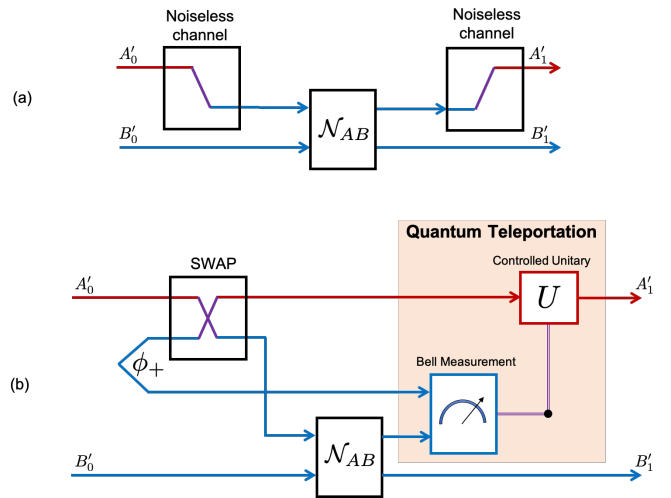 Noiseless
channel
Noiseless
channel
A′₀
A′₁
(a)
𝒩_AB
B′₀
B′₁
Quantum Teleportation
SWAP
Controlled Unitary
A′₀
U
A′₁
ϕ₊
Bell Measurement
(b)
𝒩_AB
B′₀
B′₁